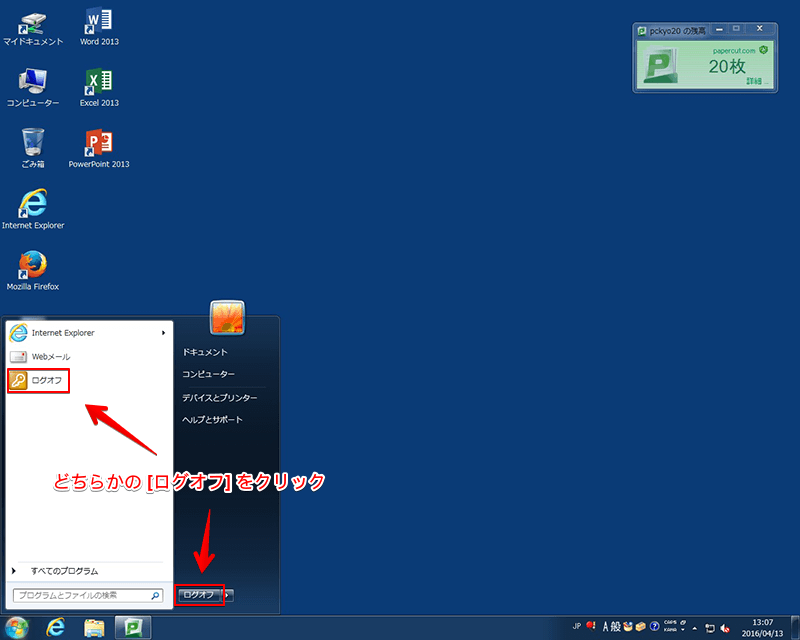 マイドキュメント
Word 2013
コンピューター
Excel 2013
ごみ箱
PowerPoint 2013
Internet Explorer
Mozilla Firefox
pckyo20 の残高
papercut.com
20枚
詳細...
Internet Explorer
Webメール
ログオフ
ドキュメント
コンピューター
デバイスとプリンター
ヘルプとサポート
どちらかの [ログオフ] をクリック
すべてのプログラム
プログラムとファイルの検索
ログオフ
JP
A 般
CAPS
KANA
13:07
2016/04/13